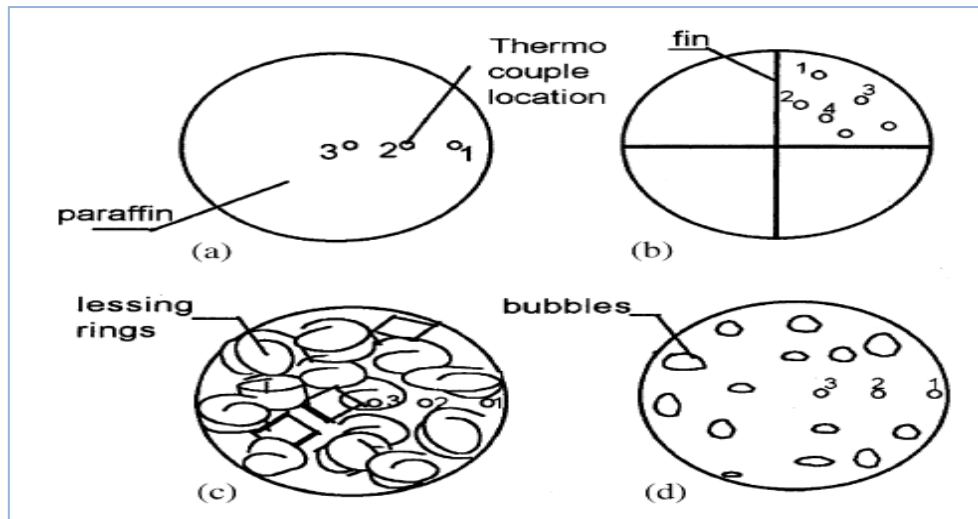 Thermo
couple
location
3 2 1
paraffin
(a)
fin
1
3
2
4
(b)
lessing
rings
3 2 1
(c)
bubbles
3 2 1
(d)